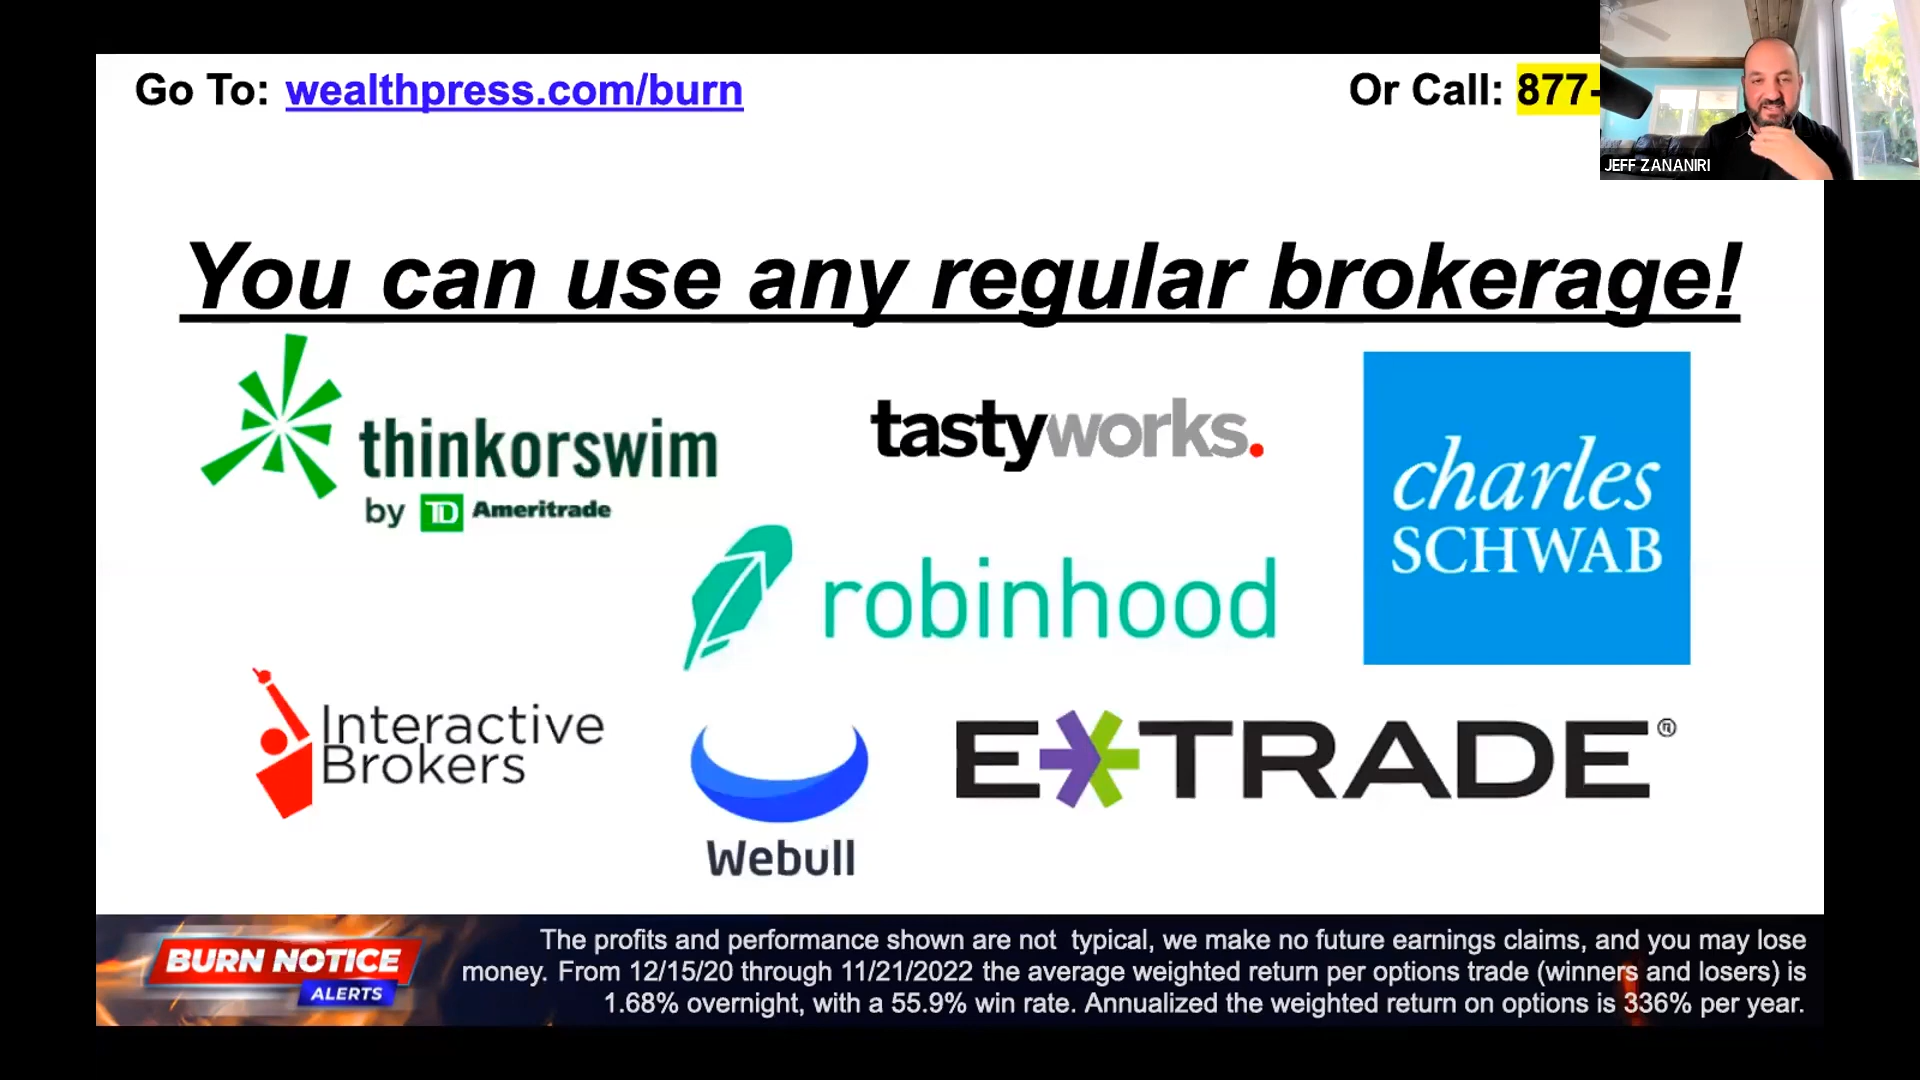 Go To: wealthpress.com/burn
Or Call: 877-
JEFF ZANANIRI
You can use any regular brokerage!
thinkorswim
by TD Ameritrade
tastyworks.
charles
SCHWAB
robinhood
Interactive
Brokers
Webull
E*TRADE®
BURN NOTICE
ALERTS
The profits and performance shown are not typical, we make no future earnings claims, and you may lose
money. From 12/15/20 through 11/21/2022 the average weighted return per options trade (winners and losers) is
1.68% overnight, with a 55.9% win rate. Annualized the weighted return on options is 336% per year.